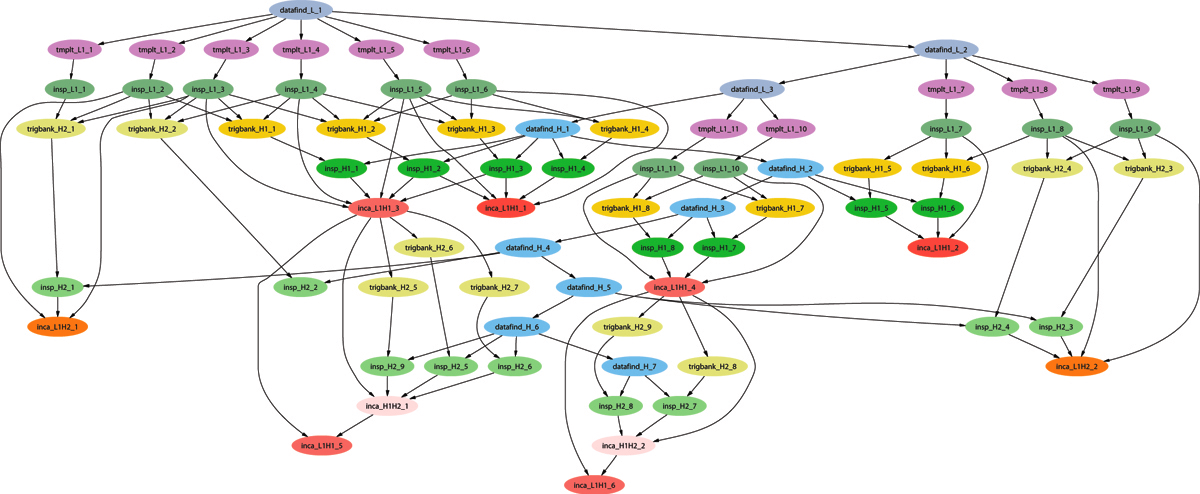 datafind_L_1
tmplt_L1_1 tmplt_L1_2 tmplt_L1_3 tmplt_L1_4 tmplt_L1_5 tmplt_L1_6 datafind_L_2
insp_L1_1 insp_L1_2 insp_L1_3 insp_L1_4 insp_L1_5 insp_L1_6 datafind_L_3 tmplt_L1_7 tmplt_L1_8 tmplt_L1_9
trigbank_H2_1 trigbank_H2_2 trigbank_H1_1 trigbank_H1_2 trigbank_H1_3 datafind_H_1 trigbank_H1_4 tmplt_L1_11 tmplt_L1_10 insp_L1_7 insp_L1_8 insp_L1_9
insp_H1_1 insp_H1_2 insp_H1_3 insp_H1_4 insp_L1_11 insp_L1_10 datafind_H_2 trigbank_H1_5 trigbank_H1_6 trigbank_H2_4 trigbank_H2_3
inca_L1H1_3 inca_L1H1_1 trigbank_H1_8 datafind_H_3 trigbank_H1_7 insp_H1_5 insp_H1_6
trigbank_H2_6 datafind_H_4 insp_H1_8 insp_H1_7 inca_L1H1_2
insp_H2_1 insp_H2_2 trigbank_H2_5 trigbank_H2_7 datafind_H_5 inca_L1H1_4
inca_L1H2_1 datafind_H_6 trigbank_H2_9 insp_H2_4 insp_H2_3
insp_H2_9 insp_H2_5 insp_H2_6 datafind_H_7 trigbank_H2_8 inca_L1H2_2
inca_H1H2_1 insp_H2_8 insp_H2_7
inca_L1H1_5 inca_H1H2_2
inca_L1H1_6